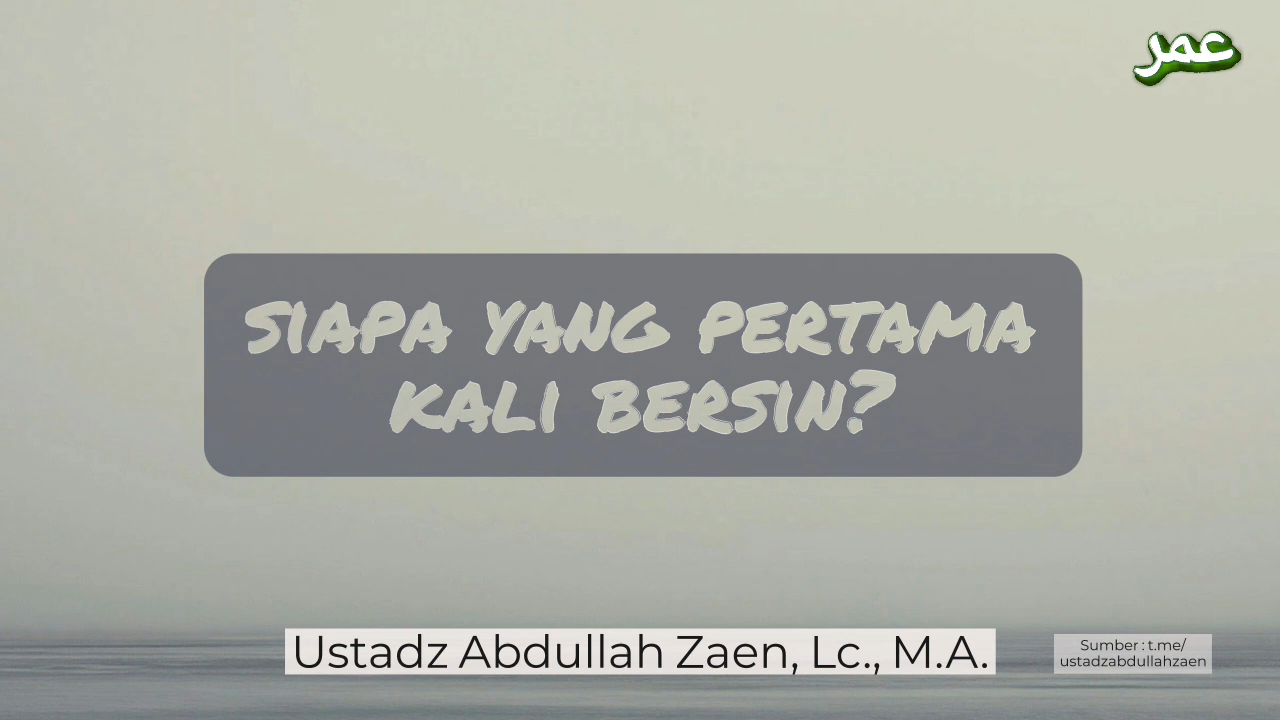 عمر
SIAPA YANG PERTAMA
KALI BERSIN?
Ustadz Abdullah Zaen, Lc., M.A.
Sumber : t.me/
ustadzabdullahzaen